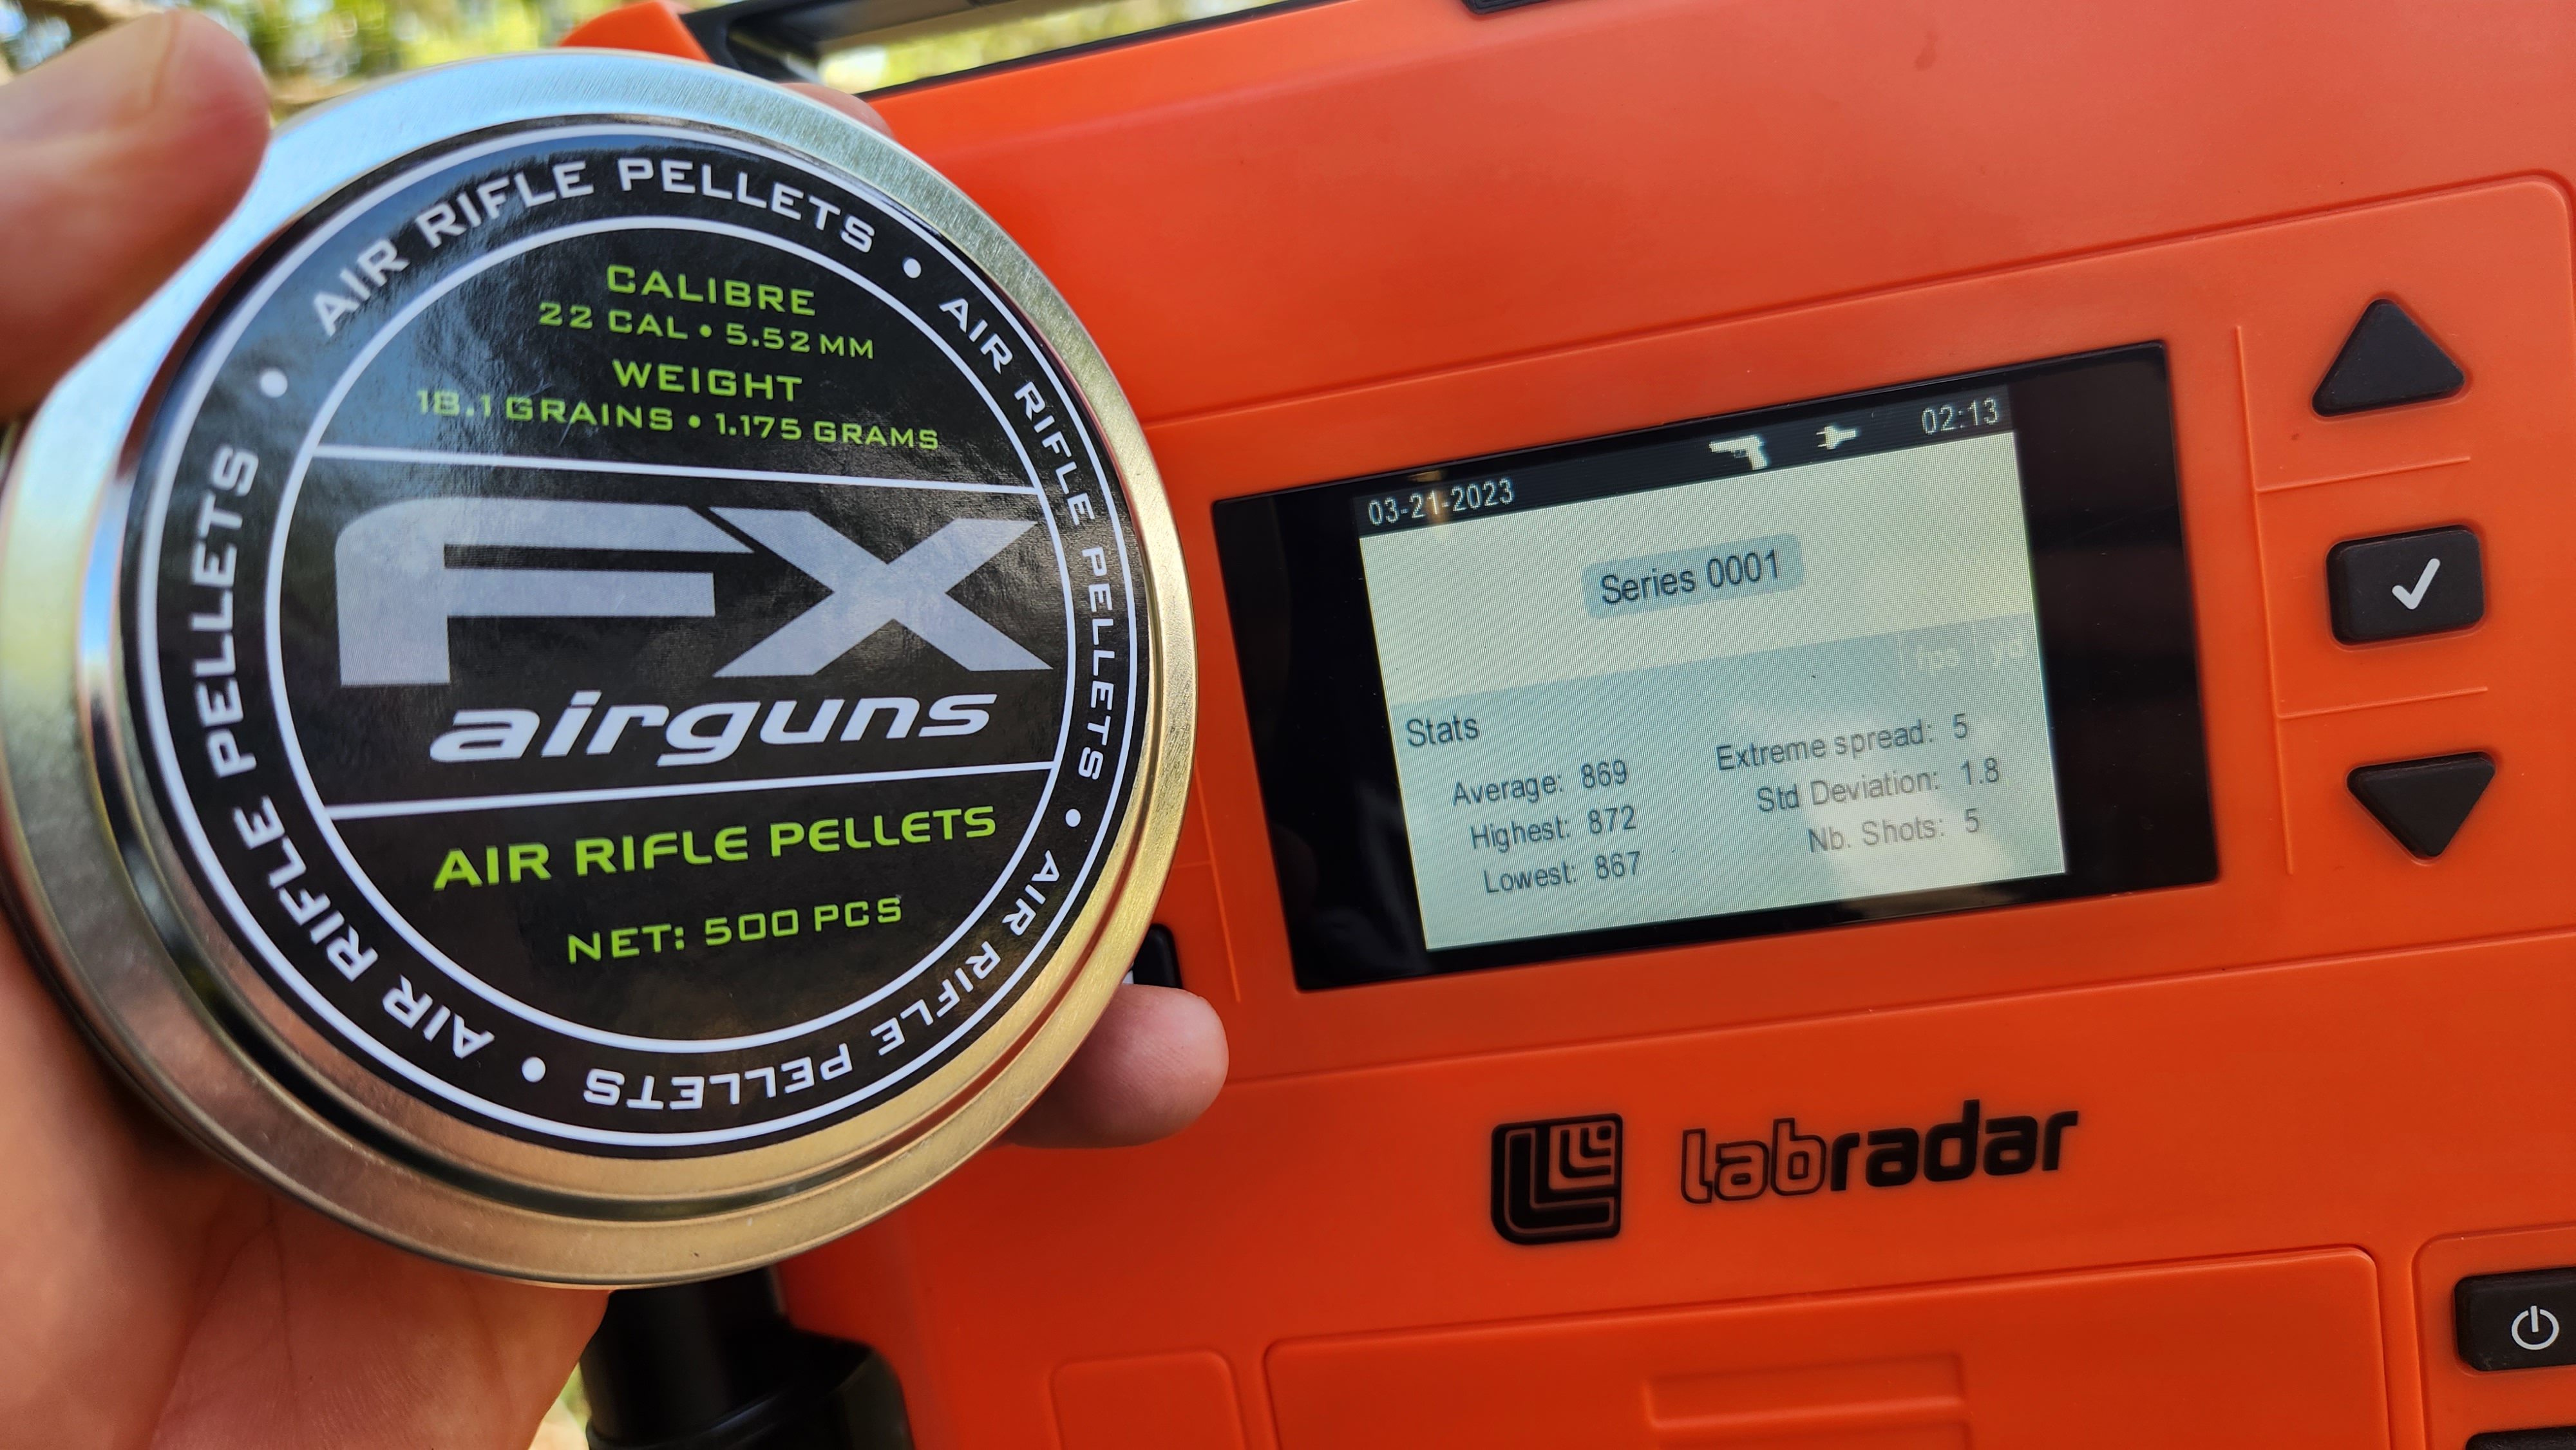 AIR RIFLE PELLETS • AIR RIFLE PELLETS • AIR RIFLE PELLETS • AIR RIFLE PELLETS •
CALIBRE
22 CAL • 5.52 MM
WEIGHT
18.1 GRAINS • 1.175 GRAMS
FX
airguns
AIR RIFLE PELLETS
NET: 500 PCS
03-21-2023 02:13
Series 0001
fps yd
Stats
Average: 869 Extreme spread: 5
Highest: 872 Std Deviation: 1.8
Lowest: 867 Nb. Shots: 5
labradar